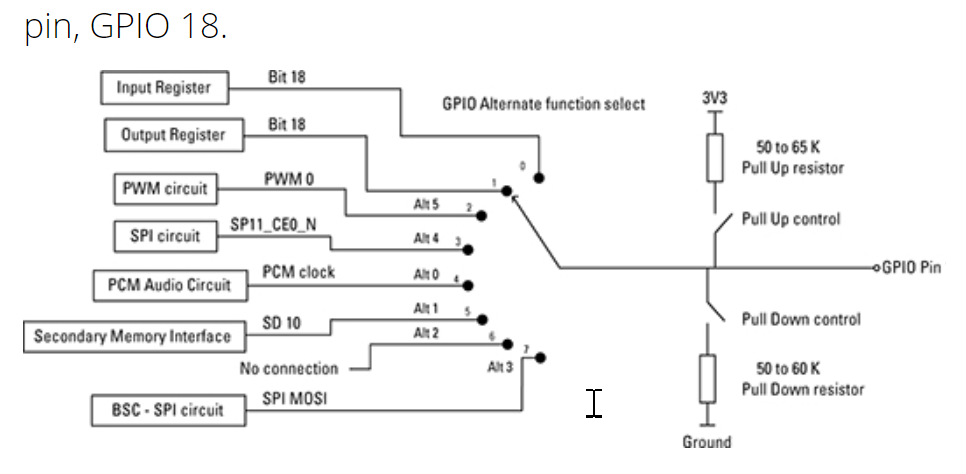 pin, GPIO 18.
Input Register
Bit 18
GPIO Alternate function select
3V3
Output Register
Bit 18
50 to 65 K
Pull Up resistor
0
PWM circuit
PWM 0
1
Alt 5
2
Pull Up control
SPI circuit
SP11_CE0_N
Alt 4
3
PCM Audio Circuit
PCM clock
Alt 0
4
GPIO Pin
Secondary Memory Interface
SD 10
Alt 1
5
Pull Down control
Alt 2
6
No connection
7
Alt 3
50 to 60 K
Pull Down resistor
BSC - SPI circuit
SPI MOSI
Ground